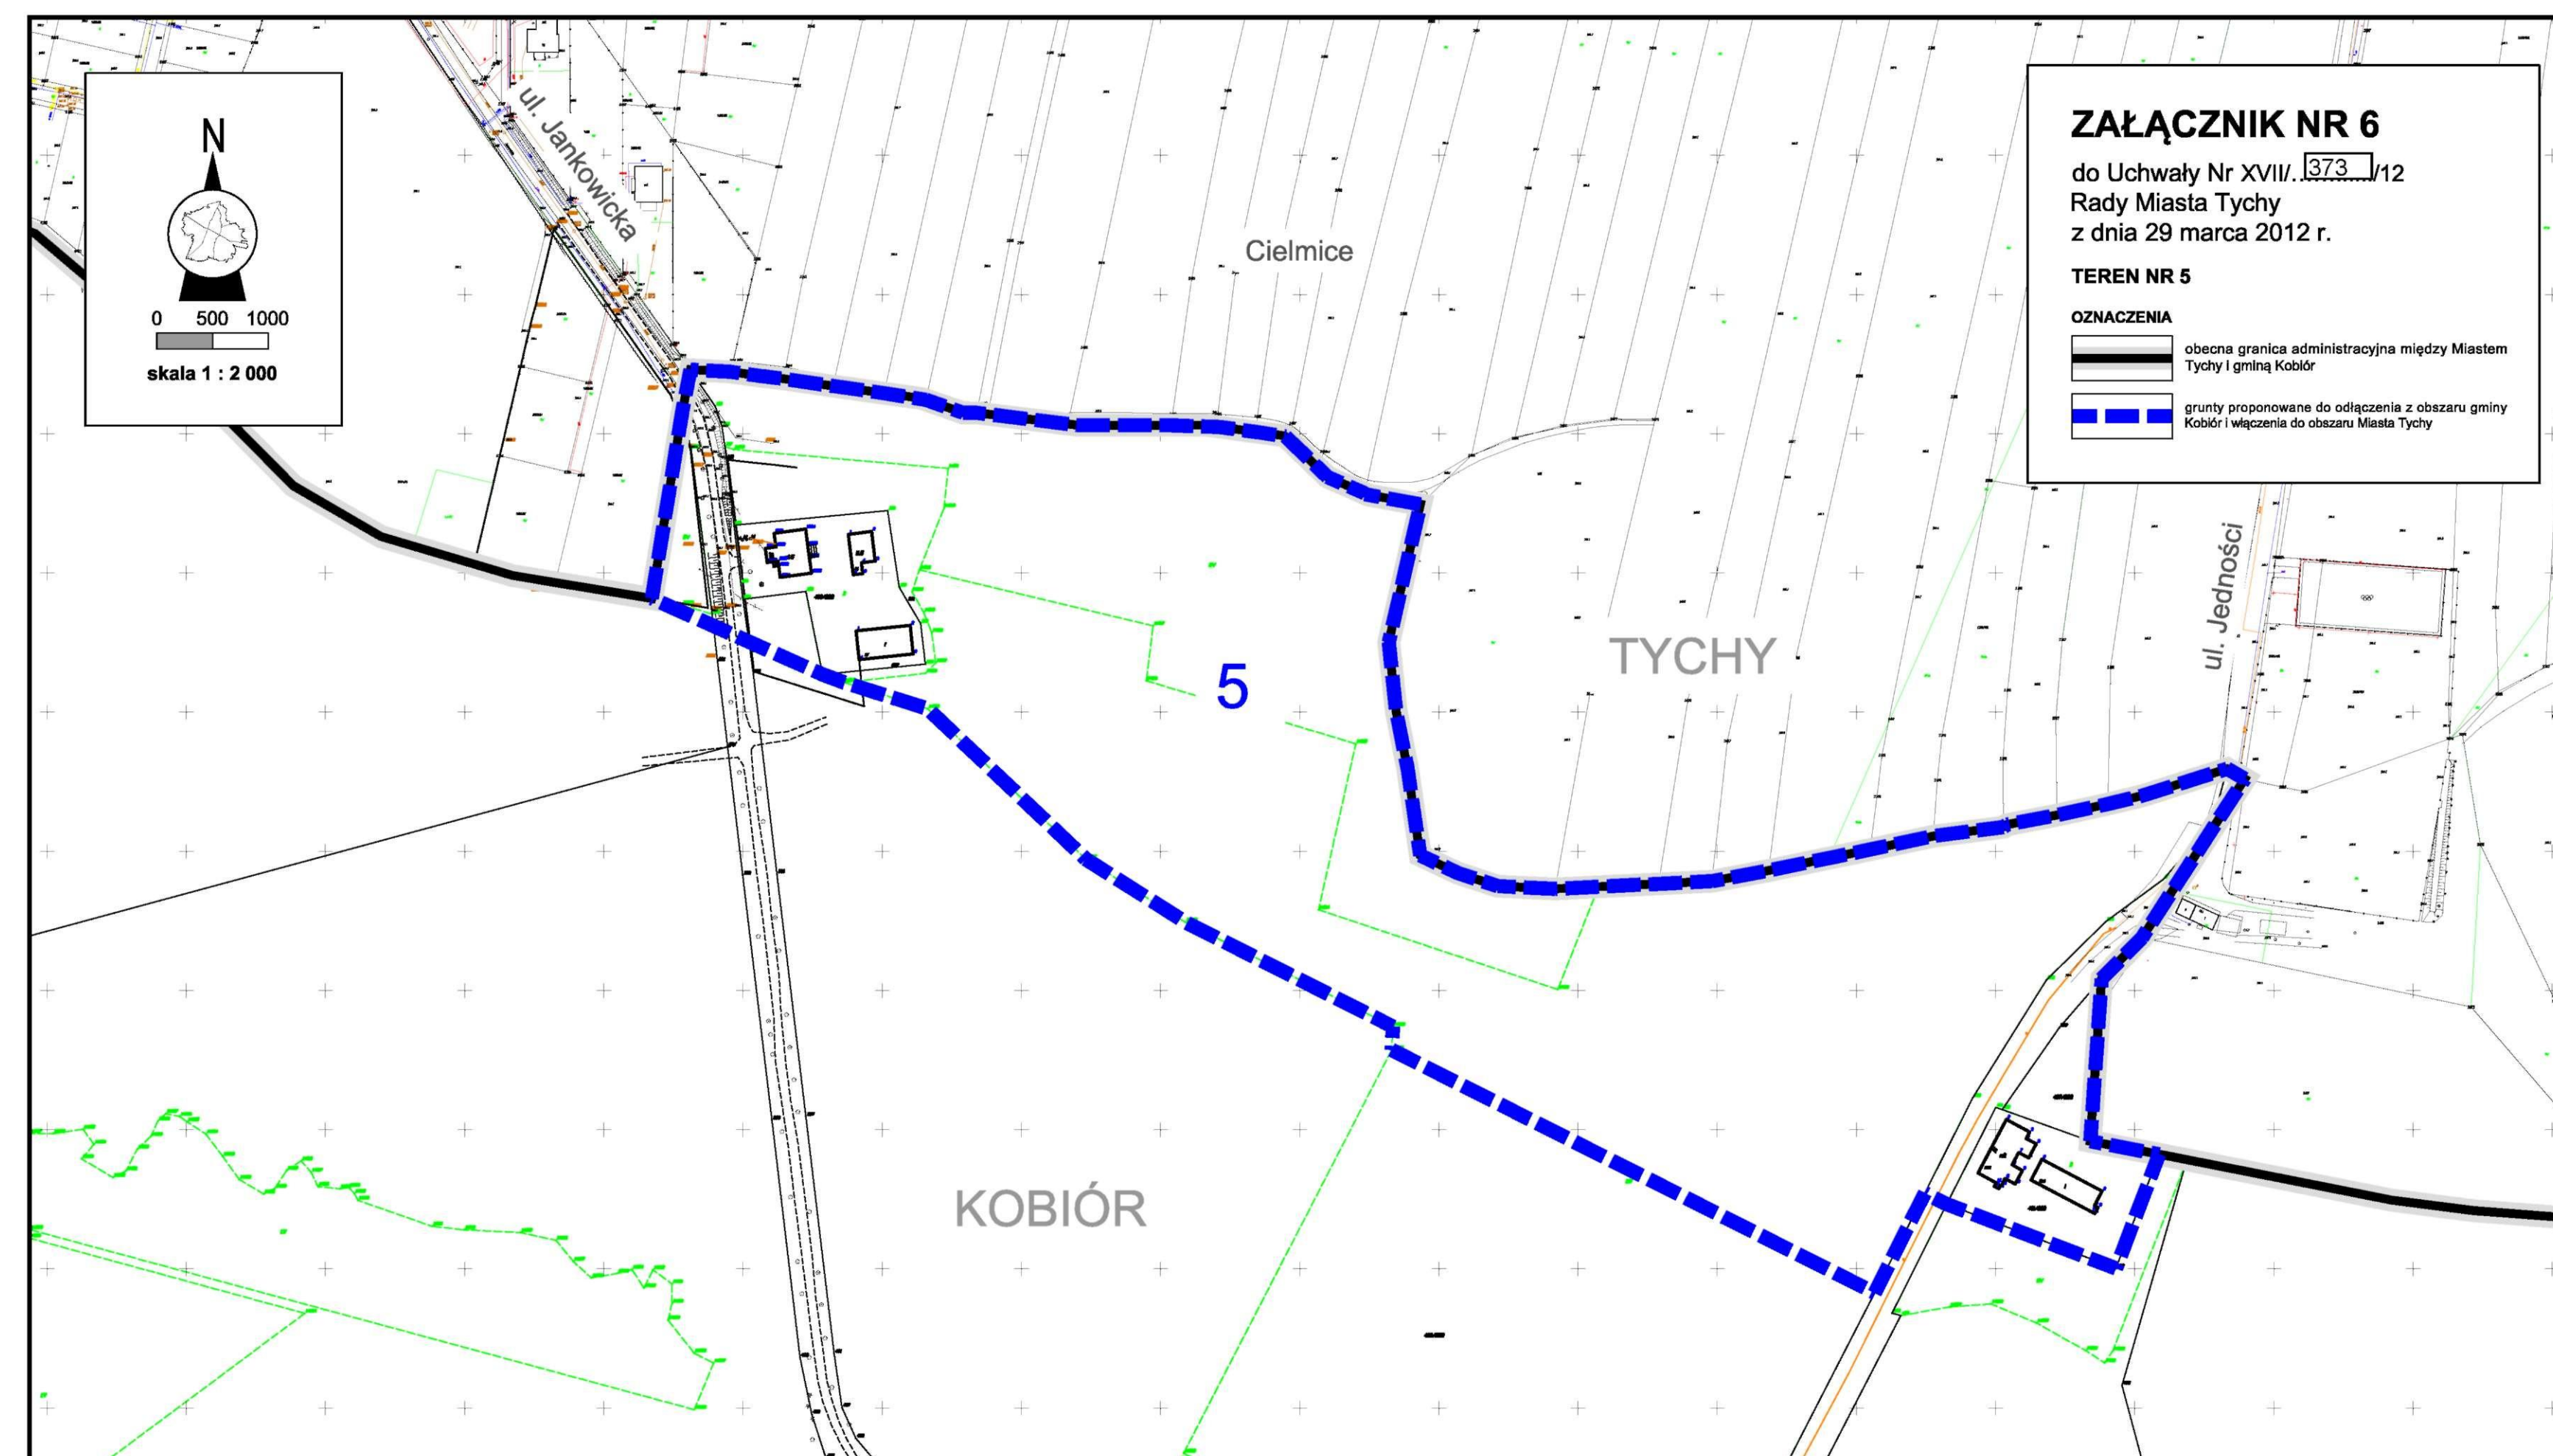 N
0 500 1000
skala 1 : 2 000
ul. Jankowicka
Cielmice
ZAŁĄCZNIK NR 6
do Uchwały Nr XVII/..373../12
Rady Miasta Tychy
z dnia 29 marca 2012 r.
TEREN NR 5
OZNACZENIA
obecna granica administracyjna między Miastem
Tychy i gminą Kobiór
grunty proponowane do odłączenia z obszaru gminy
Kobiór i włączenia do obszaru Miasta Tychy
ul. Jedności
TYCHY
5
KOBIÓR